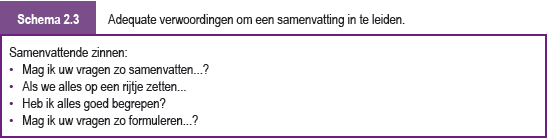 Schema 2.3 Adequate verwoordingen om een samenvatting in te leiden.
Samenvattende zinnen:
• Mag ik uw vragen zo samenvatten...?
• Als we alles op een rijtje zetten...
• Heb ik alles goed begrepen?
• Mag ik uw vragen zo formuleren...?